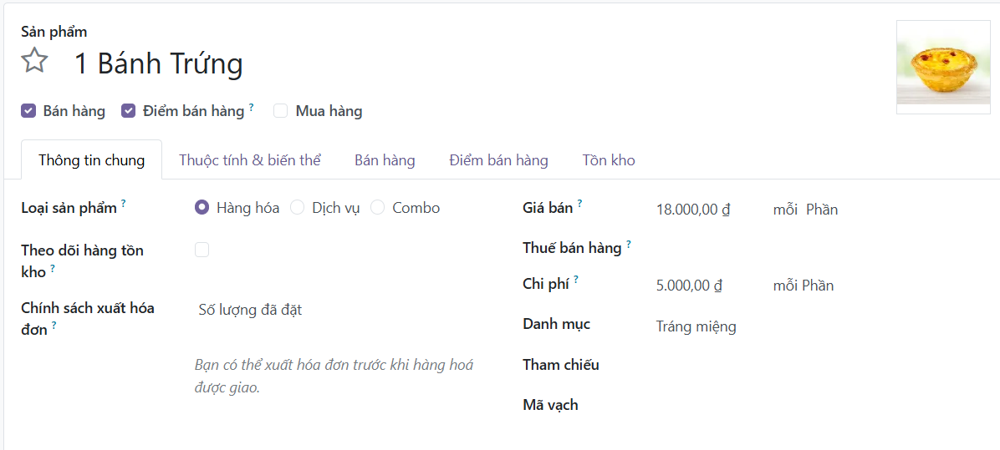 Sản phẩm
1 Bánh Trứng
Bán hàng Điểm bán hàng ? Mua hàng
Thông tin chung Thuộc tính & biến thể Bán hàng Điểm bán hàng Tồn kho
Loại sản phẩm ? Hàng hóa Dịch vụ Combo
Theo dõi hàng tồn
kho ?
Chính sách xuất hóa
đơn ?
Số lượng đã đặt
Bạn có thể xuất hóa đơn trước khi hàng hoá
được giao.
Giá bán ? 18.000,00 ₫ mỗi Phần
Thuế bán hàng ?
Chi phí ? 5.000,00 ₫ mỗi Phần
Danh mục Tráng miệng
Tham chiếu
Mã vạch